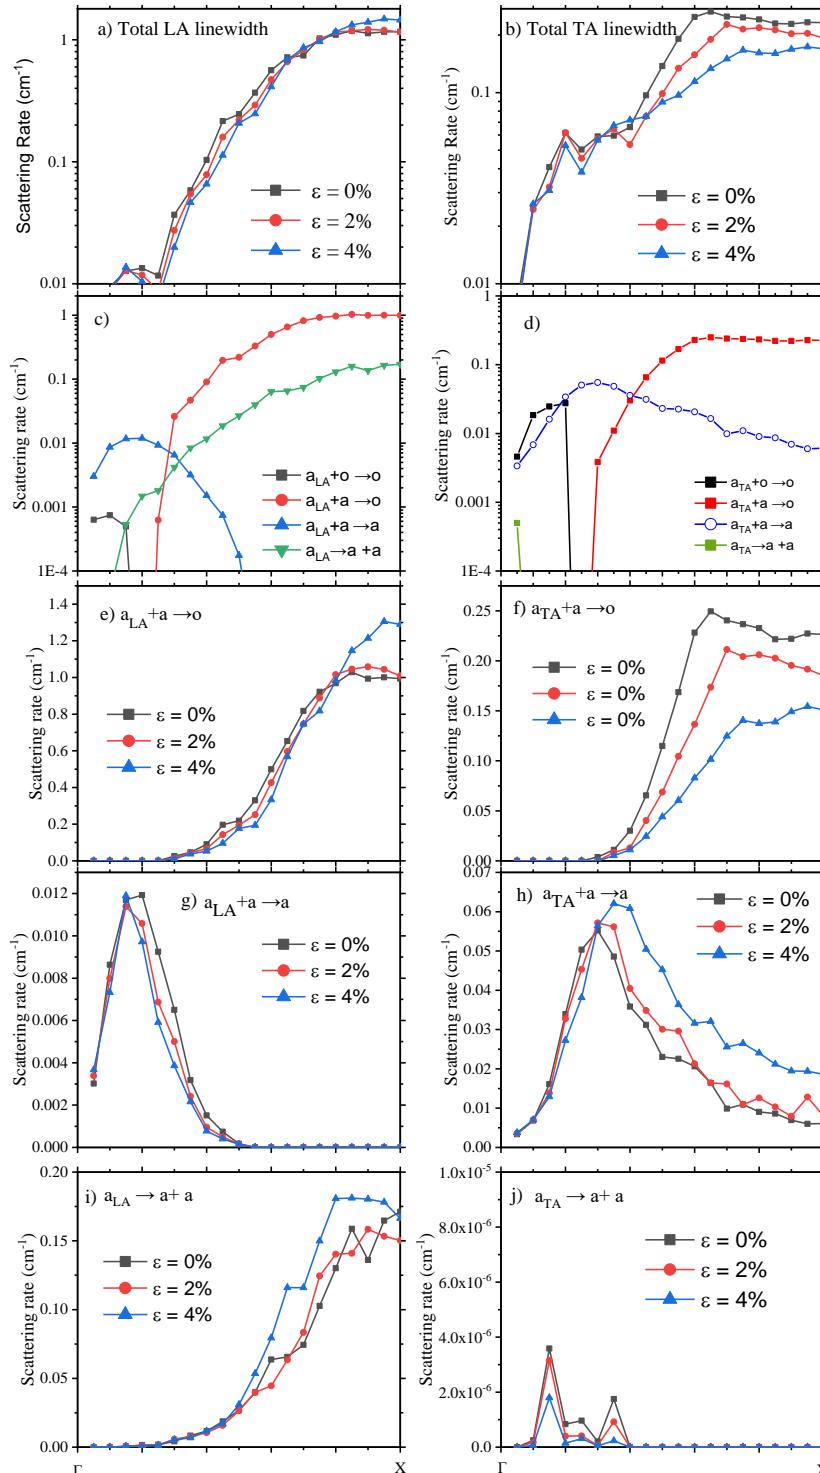 a) Total LA linewidth
Scattering Rate (cm⁻¹)
1
0.1
0.01
ε = 0%
ε = 2%
ε = 4%
b) Total TA linewidth
Scattering Rate (cm⁻¹)
0.1
0.01
ε = 0%
ε = 2%
ε = 4%
c)
Scattering rate (cm⁻¹)
1
0.1
0.01
0.001
1E-4
a_LA+o →o
a_LA+a →o
a_LA+a →a
a_LA→a +a
d)
Scattering rate (cm⁻¹)
1
0.1
0.01
0.001
1E-4
a_TA+o →o
a_TA+a →o
a_TA+a →a
a_TA→a +a
e) a_LA+a →o
Scattering rate (cm⁻¹)
1.4
1.2
1.0
0.8
0.6
0.4
0.2
0.0
ε = 0%
ε = 2%
ε = 4%
f) a_TA+a →o
Scattering rate (cm⁻¹)
0.25
0.20
0.15
0.10
0.05
0.00
ε = 0%
ε = 0%
ε = 0%
g) a_LA+a →a
Scattering rate (cm⁻¹)
0.012
0.010
0.008
0.006
0.004
0.002
0.000
ε = 0%
ε = 2%
ε = 4%
h) a_TA+a →a
Scattering rate (cm⁻¹)
0.07
0.06
0.05
0.04
0.03
0.02
0.01
0.00
ε = 0%
ε = 2%
ε = 4%
i) a_LA → a+ a
Scattering rate (cm⁻¹)
0.20
0.15
0.10
0.05
0.00
ε = 0%
ε = 2%
ε = 4%
Γ X
j) a_TA → a+ a
Scattering rate (cm⁻¹)
1.0x10⁻⁵
8.0x10⁻⁶
6.0x10⁻⁶
4.0x10⁻⁶
2.0x10⁻⁶
0.0
ε = 0%
ε = 2%
ε = 4%
Γ X